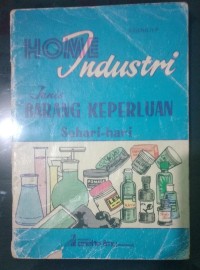 HOME
Industri
Jenis
BARANG KEPERLUAN
Sehari-hari